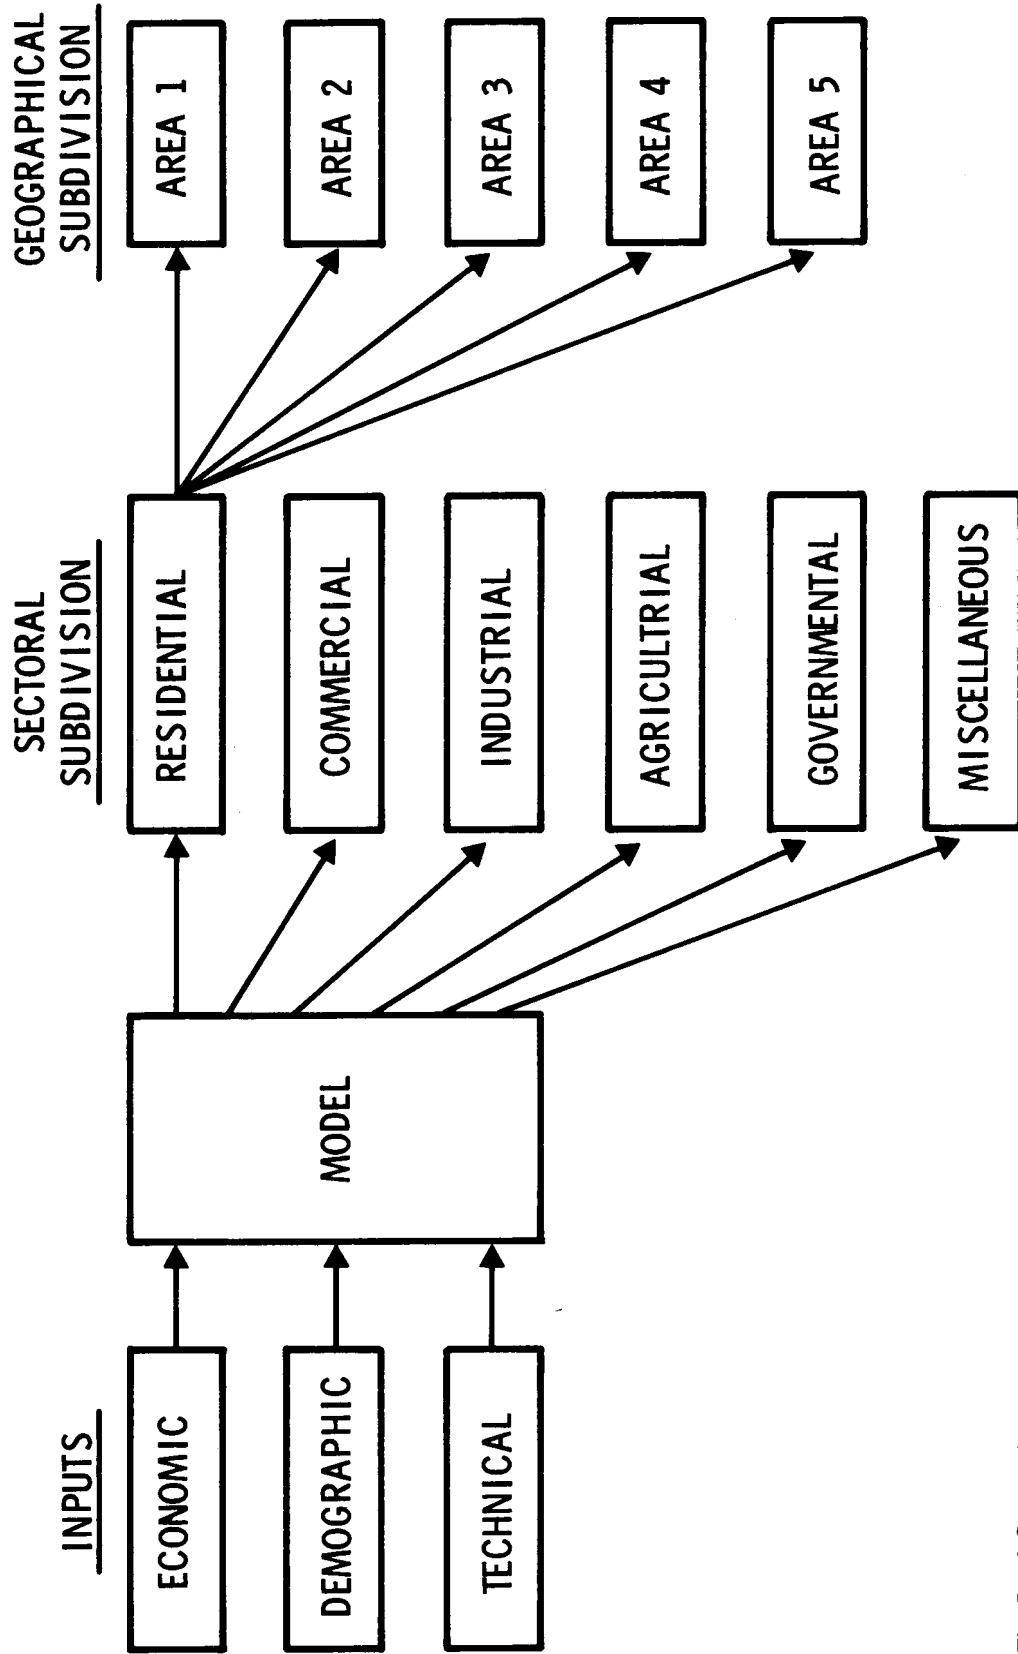 INPUTS
ECONOMIC
DEMOGRAPHIC
TECHNICAL
MODEL
SECTORAL
SUBDIVISION
RESIDENTIAL
COMMERCIAL
INDUSTRIAL
AGRICULTRIAL
GOVERNMENTAL
MISCELLANEOUS
GEOGRAPHICAL
SUBDIVISION
AREA 1
AREA 2
AREA 3
AREA 4
AREA 5